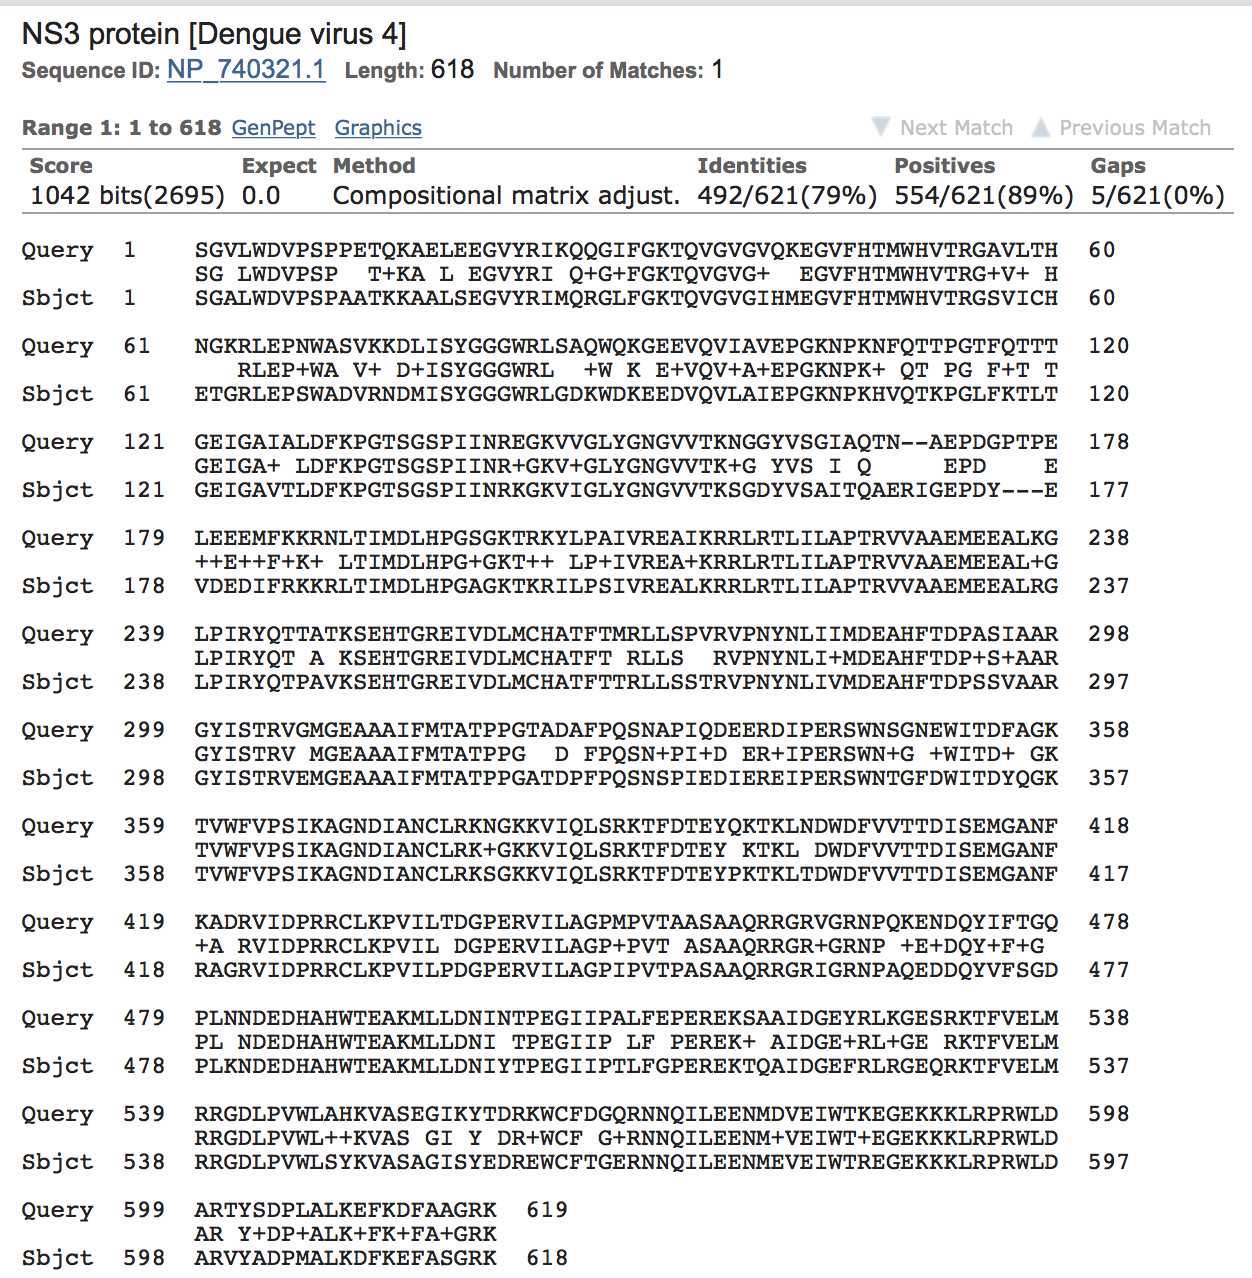 NS3 protein [Dengue virus 4]
Sequence ID: NP_740321.1 Length: 618 Number of Matches: 1
Range 1: 1 to 618 GenPept Graphics Next Match Previous Match
Score Expect Method Identities Positives Gaps
1042 bits(2695) 0.0 Compositional matrix adjust. 492/621(79%) 554/621(89%) 5/621(0%)
Query 1 SGVLWDVPSPPETQKAELEEGVYRIKQQGIFGKTQVGVGVQKEGVFHTMWHVTRGAVLTH 60
SG LWDVPSP  T+KA L EGVYRI Q+G+FGKTQVGVG+  EGVFHTMWHVTRG+V+ H
Sbjct 1 SGALWDVPSPAATKKAALSEGVYRIMQRGLFGKTQVGVGIHMEGVFHTMWHVTRGSVICH 60
Query 61 NGKRLEPNWASVKKDLISYGGGWRLSAQWQKGEEVQVIAVEPGKNPKNFQTTPGTFQTTT 120
RLEP+WA V+ D+ISYGGGWRL  +W K E+VQV+A+EPGKNPK+ QT PG F+T T
Sbjct 61 ETGRLEPSWADVRNDMISYGGGWRLGDKWDKEEDVQVLAIEPGKNPKHVQTKPGLFKTLT 120
Query 121 GEIGAIALDFKPGTSGSPIINREGKVVGLYGNGVVTKNGGYVSGIAQTN--AEPDGPTPE 178
GEIGA+ LDFKPGTSGSPIINR+GKV+GLYGNGVVTK+G YVS I Q     EPD    E
Sbjct 121 GEIGAVTLDFKPGTSGSPIINRKGKVIGLYGNGVVTKSGDYVSAITQAERIGEPDY---E 177
Query 179 LEEEMFKKRNLTIMDLHPGSGKTRKYLPAIVREAIKRRLRTLILAPTRVVAAEMEEALKG 238
++E++F+K+ LTIMDLHPG+GKT++ LP+IVREA+KRRLRTLILAPTRVVAAEMEEAL+G
Sbjct 178 VDEDIFRKKRLTIMDLHPGAGKTKRILPSIVREALKRRLRTLILAPTRVVAAEMEEALRG 237
Query 239 LPIRYQTTATKSEHTGREIVDLMCHATFTMRLLSPVRVPNYNLIIMDEAHFTDPASIAAR 298
LPIRYQT A KSEHTGREIVDLMCHATFT RLLS  RVPNYNLI+MDEAHFTDP+S+AAR
Sbjct 238 LPIRYQTPAVKSEHTGREIVDLMCHATFTTRLLSSTRVPNYNLIVMDEAHFTDPSSVAAR 297
Query 299 GYISTRVGMGEAAAIFMTATPPGTADAFPQSNAPIQDEERDIPERSWNSGNEWITDFAGK 358
GYISTRV MGEAAAIFMTATPPG  D FPQSN+PI+D ER+IPERSWN+G +WITD+ GK
Sbjct 298 GYISTRVEMGEAAAIFMTATPPGATDPFPQSNSPIEDIEREIPERSWNTGFDWITDYQGK 357
Query 359 TVWFVPSIKAGNDIANCLRKNGKKVIQLSRKTFDTEYQKTKLNDWDFVVTTDISEMGANF 418
TVWFVPSIKAGNDIANCLRK+GKKVIQLSRKTFDTEY KTKL DWDFVVTTDISEMGANF
Sbjct 358 TVWFVPSIKAGNDIANCLRKSGKKVIQLSRKTFDTEYPKTKLTDWDFVVTTDISEMGANF 417
Query 419 KADRVIDPRRCLKPVILTDGPERVILAGPMPVTAASAAQRRGRVGRNPQKENDQYIFTGQ 478
+A RVIDPRRCLKPVIL DGPERVILAGP+PVT ASAAQRRGR+GRNP +E+DQY+F+G
Sbjct 418 RAGRVIDPRRCLKPVILPDGPERVILAGPIPVTPASAAQRRGRIGRNPAQEDDQYVFSGD 477
Query 479 PLNNDEDHAHWTEAKMLLDNINTPEGIIPALFEPEREKSAAIDGEYRLKGESRKTFVELM 538
PL NDEDHAHWTEAKMLLDNI TPEGIIP LF PEREK+ AIDGE+RL+GE RKTFVELM
Sbjct 478 PLKNDEDHAHWTEAKMLLDNIYTPEGIIPTLFGPEREKTQAIDGEFRLRGEQRKTFVELM 537
Query 539 RRGDLPVWLAHKVASEGIKYTDRKWCFDGQRNNQILEENMDVEIWTKEGEKKKLRPRWLD 598
RRGDLPVWL++KVAS GI Y DR+WCF G+RNNQILEENM+VEIWT+EGEKKKLRPRWLD
Sbjct 538 RRGDLPVWLSYKVASAGISYEDREWCFTGERNNQILEENMEVEIWTREGEKKKLRPRWLD 597
Query 599 ARTYSDPLALKEFKDFAAGRK 619
AR Y+DP+ALK+FK+FA+GRK
Sbjct 598 ARVYADPMALKDFKEFASGRK 618